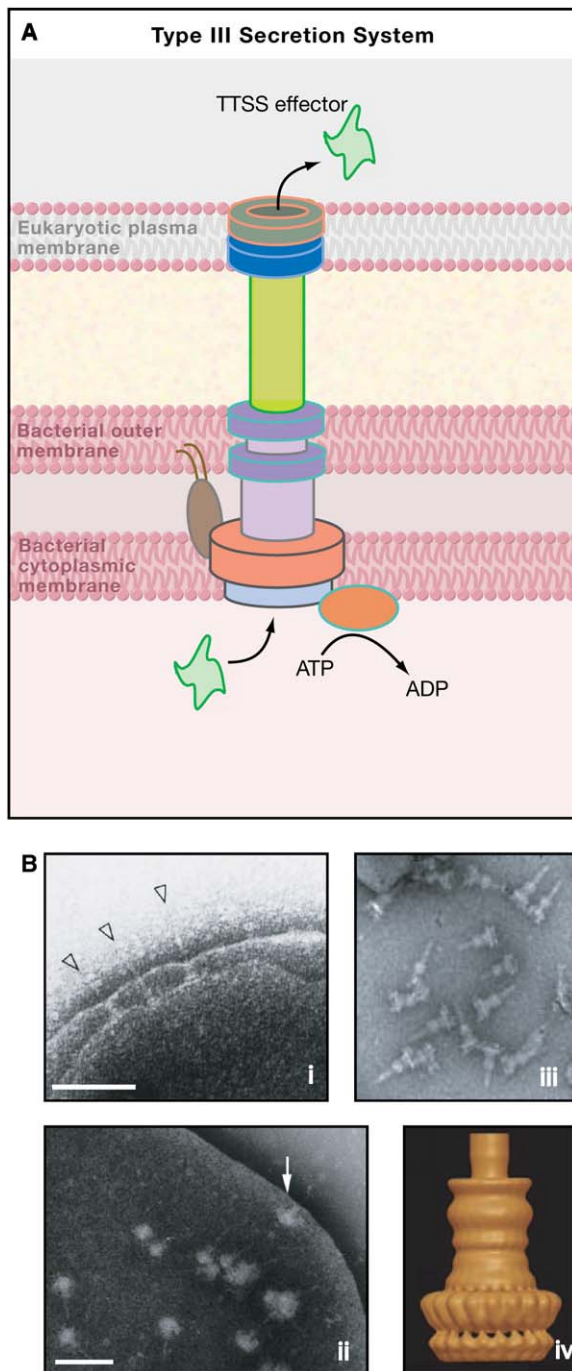 A
Type III Secretion System
TTSS effector
Eukaryotic plasma
membrane
Bacterial outer
membrane
Bacterial
cytoplasmic
membrane
ATP
ADP
B
i
iii
ii
iv